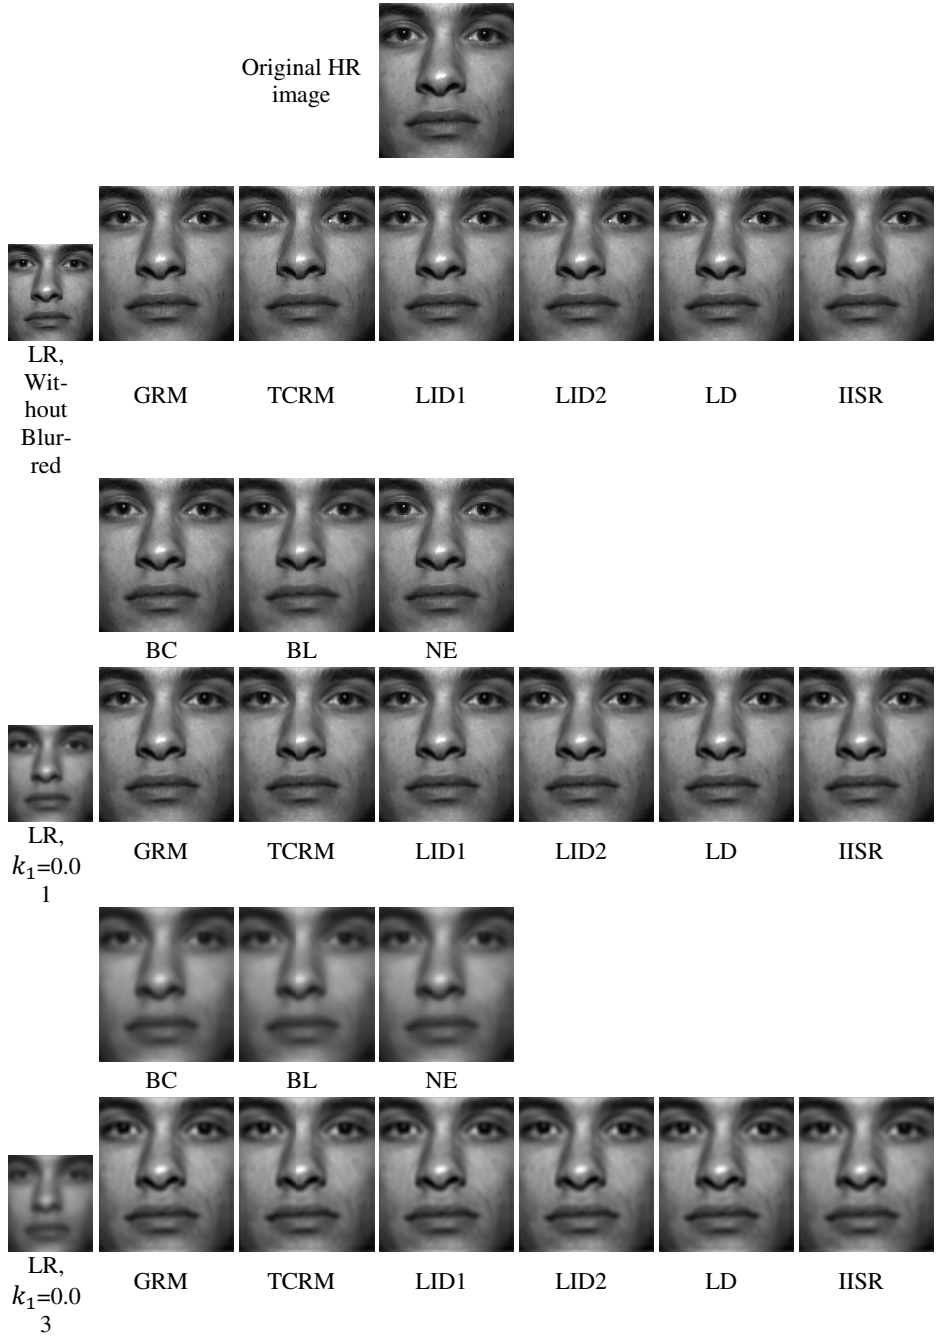 Original HR
image
LR,
Wit-
hout
Blur-
red
GRM
TCRM
LID1
LID2
LD
IISR
BC
BL
NE
LR,
k₁=0.0
1
GRM
TCRM
LID1
LID2
LD
IISR
BC
BL
NE
LR,
k₁=0.0
3
GRM
TCRM
LID1
LID2
LD
IISR